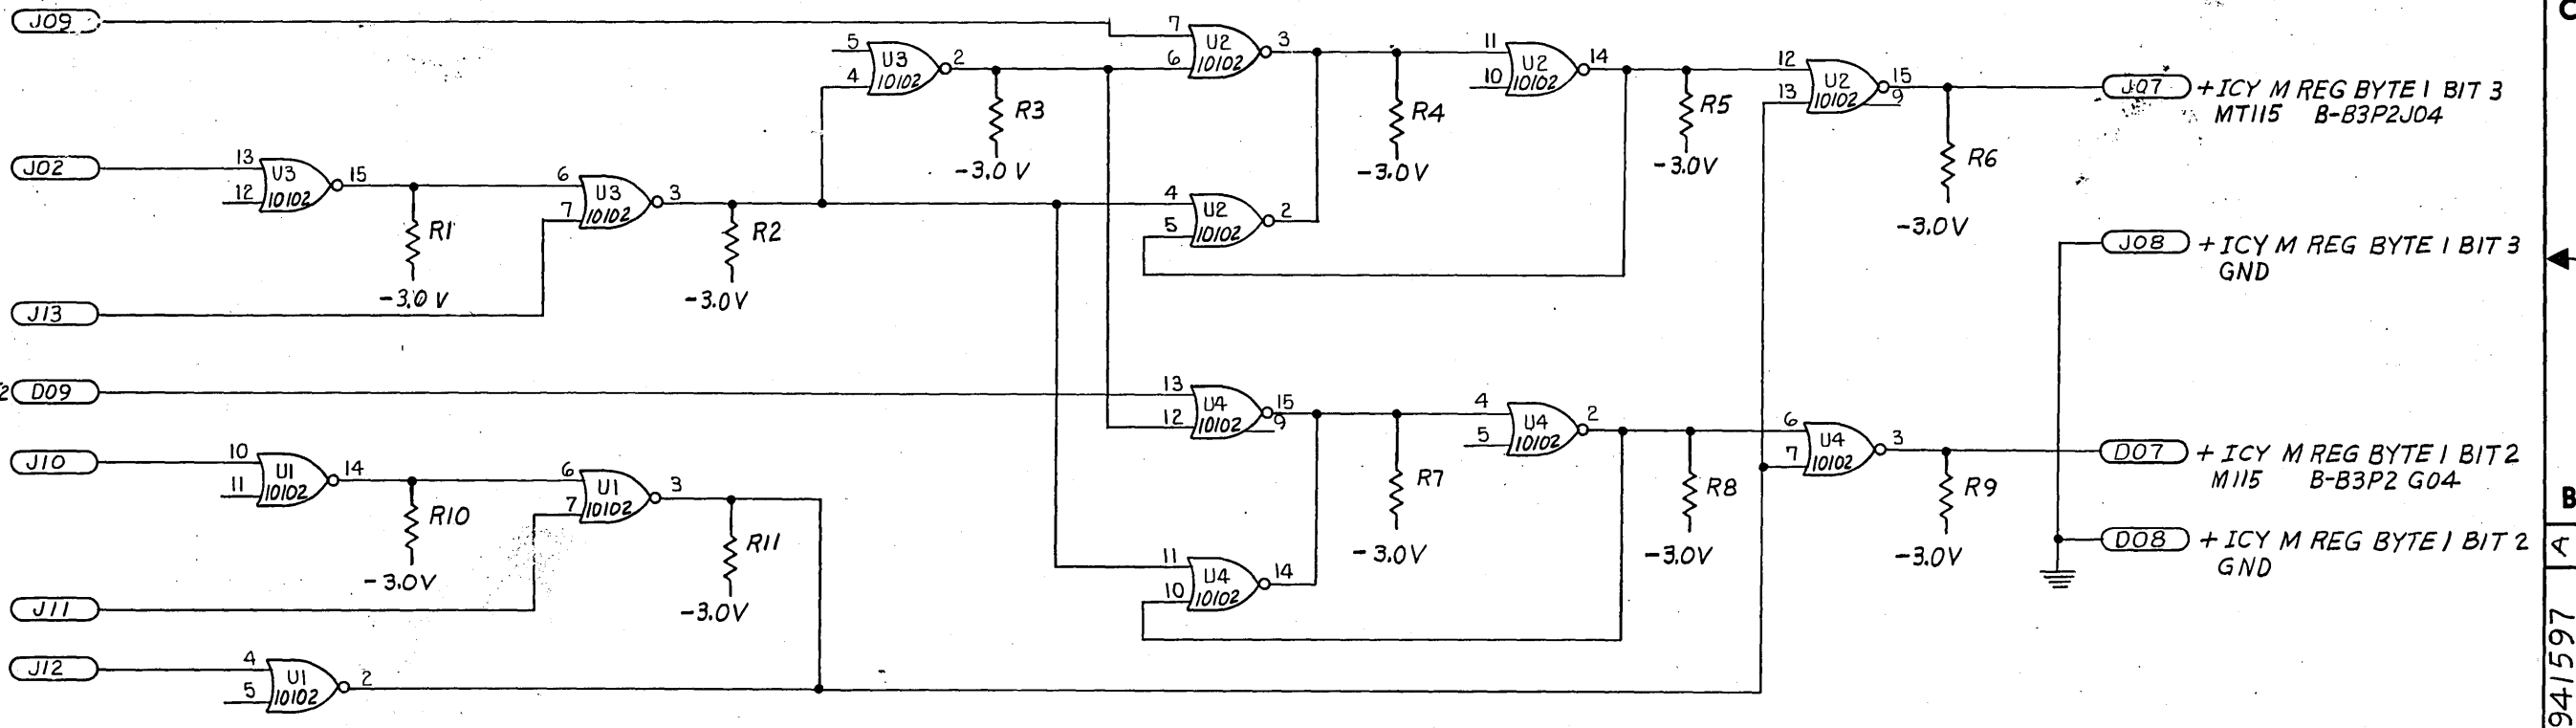 C
J09
7
U2
10102
3
6
5
U3
10102
2
4
11
U2
10102
14
10
12
U2
10102
15
13
9
J07
+ICY M REG BYTE 1 BIT 3
MT115 B-B3P2J04
R3
-3.0 V
R4
-3.0V
R5
-3.0V
R6
-3.0V
J02
13
U3
10102
15
12
6
U3
10102
3
7
R1
-3.0 V
R2
-3.0V
4
U2
10102
2
5
J08
+ICY M REG BYTE 1 BIT 3
GND
J13
2
D09
13
U4
10102
15
12
9
4
U4
10102
2
5
6
U4
10102
3
7
D07
+ICY M REG BYTE 1 BIT 2
M115 B-B3P2 G04
J10
10
U1
10102
14
11
6
U1
10102
3
7
R10
-3.0V
R11
-3.0V
R7
-3.0V
R8
-3.0V
R9
-3.0V
B
D08
+ICY M REG BYTE 1 BIT 2
GND
A
11
U4
10102
14
10
J11
J12
4
U1
10102
2
5
941597